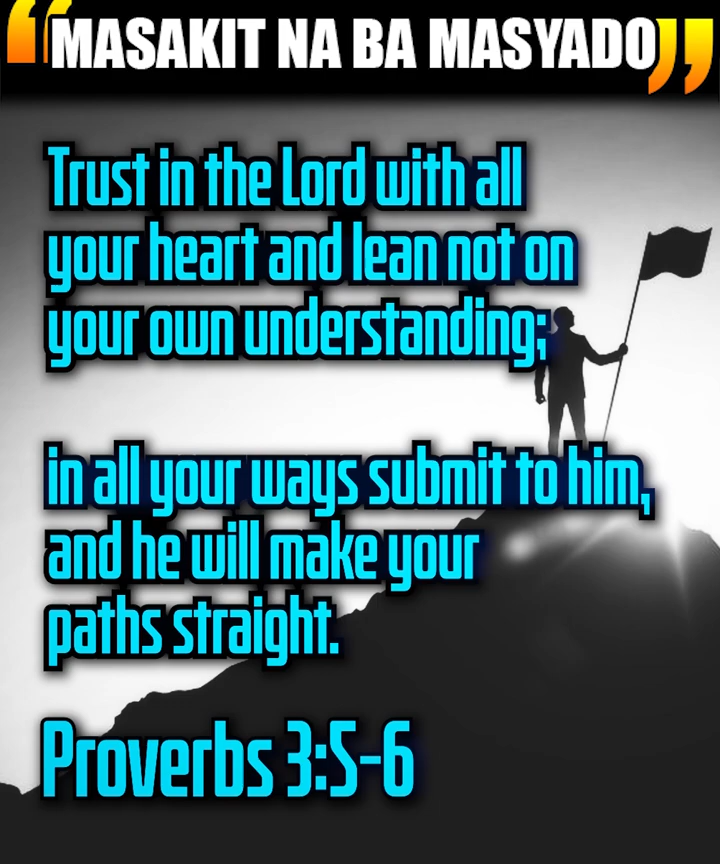 “MASAKIT NA BA MASYADO”
Trust in the Lord with all
your heart and lean not on
your own understanding;
in all your ways submit to him,
and he will make your
paths straight.
Proverbs 3:5-6